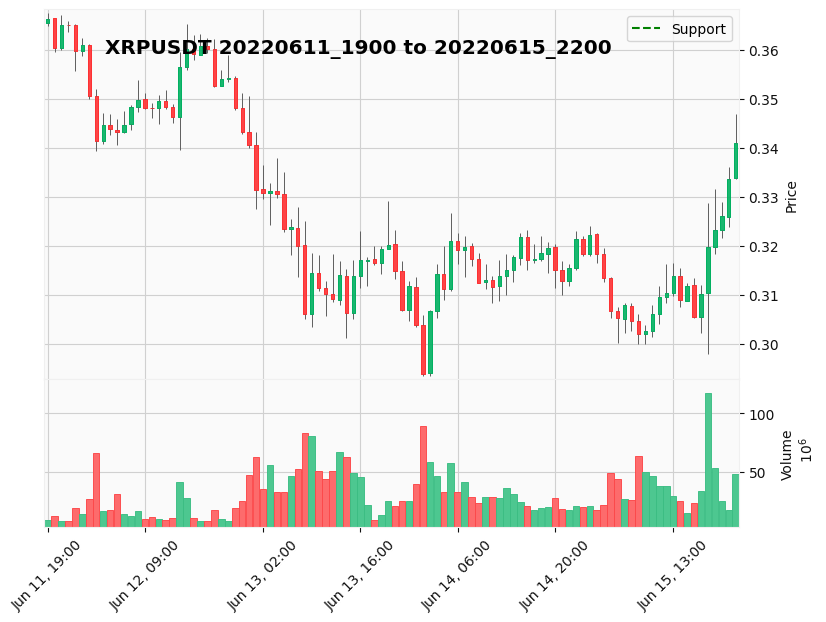 XRPUSDT 20220611_1900 to 20220615_2200
Support
0.36
0.35
0.34
0.33
0.32
0.31
0.30
Price
100
50
Volume
10^6
Jun 11, 19:00
Jun 12, 09:00
Jun 13, 02:00
Jun 13, 16:00
Jun 14, 06:00
Jun 14, 20:00
Jun 15, 13:00